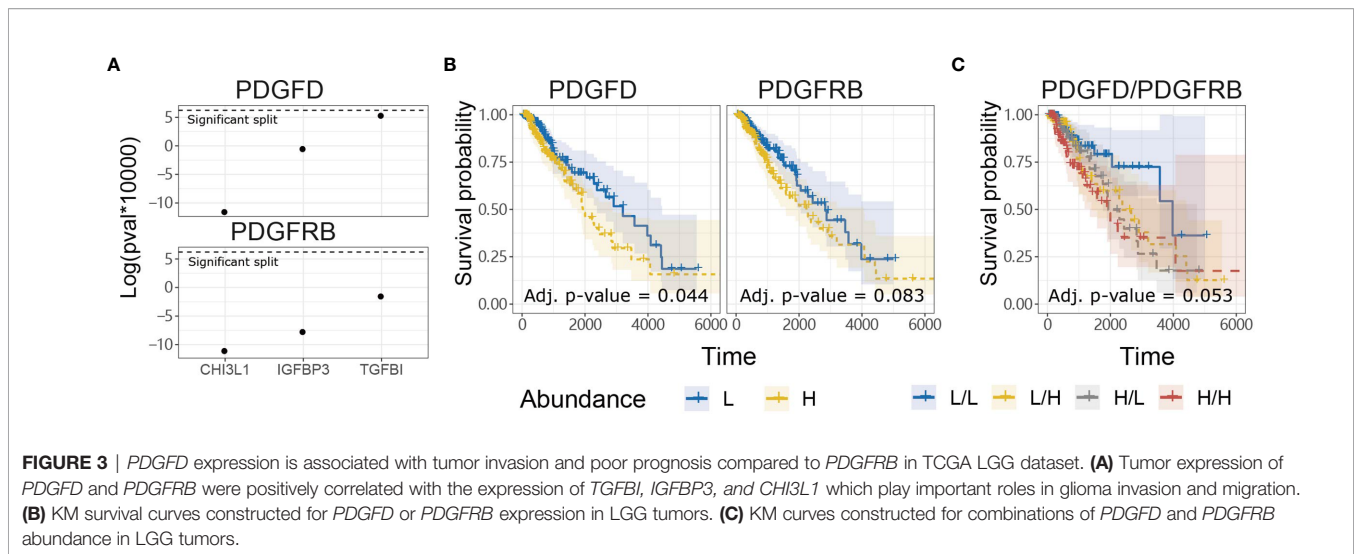 A
PDGFD
5
0
−5
−10
Significant split
PDGFRB
5
0
−5
−10
Significant split
Log(pval*10000)
CHI3L1 IGFBP3 TGFBI
B
PDGFD PDGFRB
Survival probability
1.00
0.75
0.50
0.25
0.00
Adj. p-value = 0.044 Adj. p-value = 0.083
0 2000 4000 6000 0 2000 4000 6000
Time
Abundance L H
C
PDGFD/PDGFRB
Survival probability
1.00
0.75
0.50
0.25
0.00
Adj. p-value = 0.053
0 2000 4000 6000
Time
L/L L/H H/L H/H
FIGURE 3 | PDGFD expression is associated with tumor invasion and poor prognosis compared to PDGFRB in TCGA LGG dataset. (A) Tumor expression of
PDGFD and PDGFRB were positively correlated with the expression of TGFBI, IGFBP3, and CHI3L1 which play important roles in glioma invasion and migration.
(B) KM survival curves constructed for PDGFD or PDGFRB expression in LGG tumors. (C) KM curves constructed for combinations of PDGFD and PDGFRB
abundance in LGG tumors.